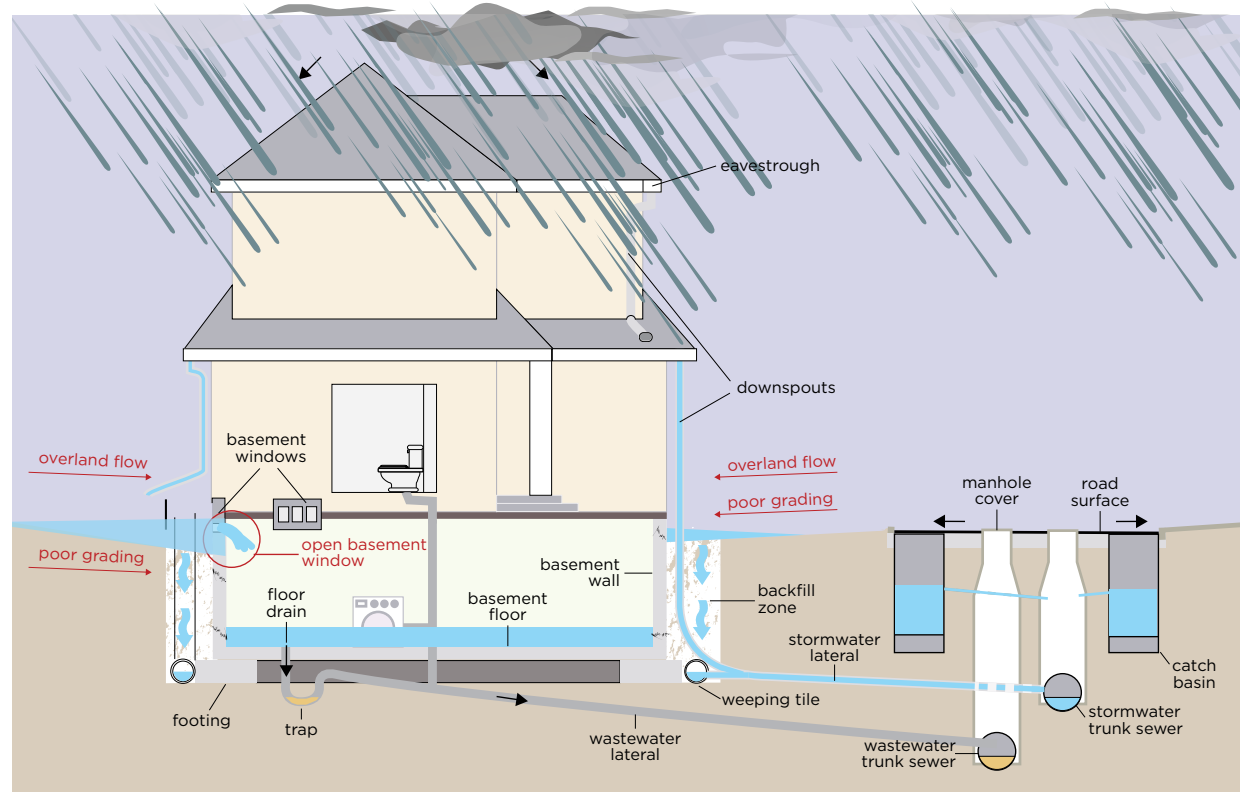 eavestrough
downspouts
basement
windows
overland flow
overland flow
poor grading
manhole
cover
road
surface
open basement
window
poor grading
basement
wall
floor
drain
basement
floor
backfill
zone
stormwater
lateral
catch
basin
weeping tile
footing
trap
stormwater
trunk sewer
wastewater
lateral
wastewater
trunk sewer